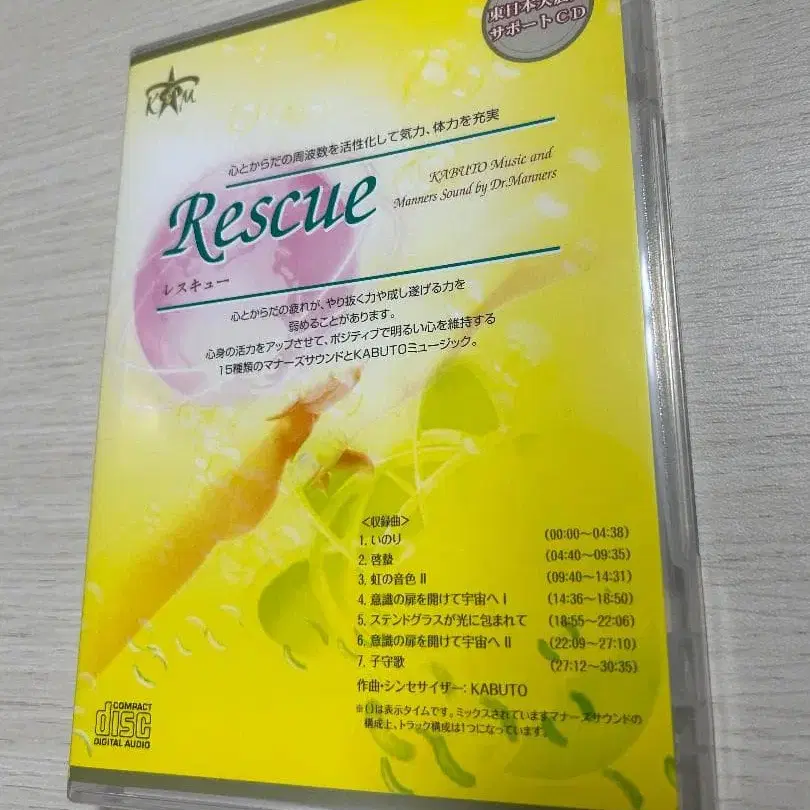 サポートCD
KSM
心とからだの周波数を活性化して気力、体力を充実
Rescue
KABUTO Music and
Manners Sound by Dr.Manners
レスキュー
心とからだの疲れが、やり抜く力や成し遂げる力を
弱めることがあります。
心身の活力をアップさせて、ポジティブで明るい心を維持する
15種類のマナーズサウンドとKABUTOミュージック。
<収録曲>
1. いのり (00:00〜04:38)
2. 啓蟄 (04:40〜09:35)
3. 虹の音色 II (09:40〜14:31)
4. 意識の扉を開けて宇宙へ I (14:36〜18:50)
5. ステンドグラスが光に包まれて (18:55〜22:06)
6. 意識の扉を開けて宇宙へ II (22:09〜27:10)
7. 子守歌 (27:12〜30:35)
作曲・シンセサイザー: KABUTO
※( )は表示タイムです。ミックスされていますマナーズサウンドの
構成上、トラック構成は1つになっています。
COMPACT
disc
DIGITAL AUDIO